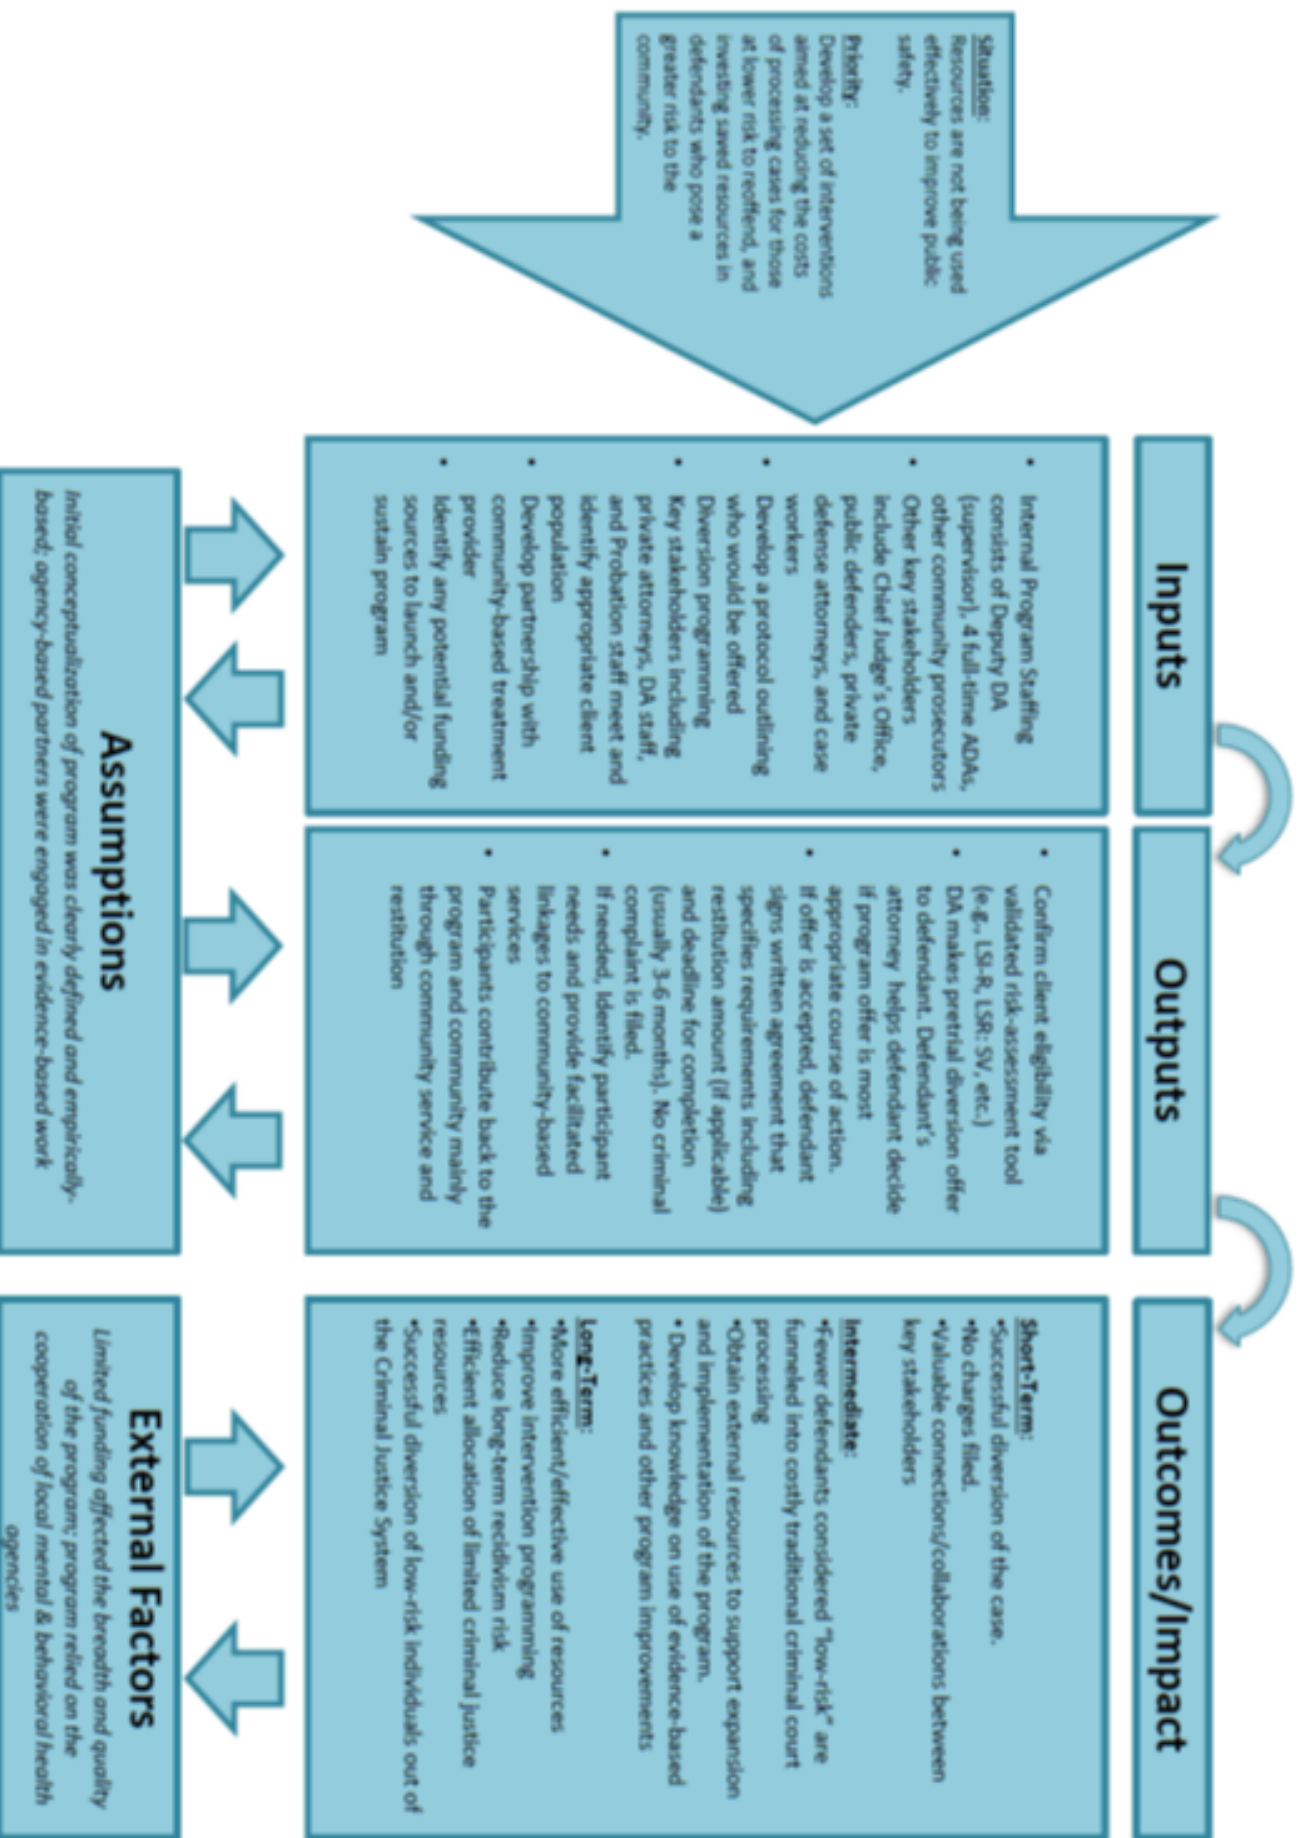 Situation:
Resources are not being used
effectively to improve public
safety.
Priority:
Develop a set of interventions
aimed at reducing the costs
of processing cases for those
at lower risk to reoffend, and
investing saved resources in
defendants who pose a
greater risk to the
community.
Inputs
• Internal Program Staffing
consists of Deputy DA
(supervisor), 4 full-time ADAs,
other community prosecutors
• Other key stakeholders
include Chief Judge's Office,
public defenders, private
defense attorneys, and case
workers
• Develop a protocol outlining
who would be offered
Diversion programming
• Key stakeholders including
private attorneys, DA staff,
and Probation staff meet and
identify appropriate client
population
• Develop partnership with
community-based treatment
provider
• Identify any potential funding
sources to launch and/or
sustain program
Outputs
• Confirm client eligibility via
validated risk-assessment tool
(e.g., LSI-R, LSR: SV, etc.)
• DA makes pretrial diversion offer
to defendant. Defendant's
attorney helps defendant decide
if program offer is most
appropriate course of action.
• If offer is accepted, defendant
signs written agreement that
specifies requirements including
restitution amount (if applicable)
and deadline for completion
(usually 3-6 months). No criminal
complaint is filed.
• If needed, identify participant
needs and provide facilitated
linkages to community-based
services
• Participants contribute back to the
program and community mainly
through community service and
restitution
Outcomes/Impact
Short-Term:
•Successful diversion of the case.
•No charges filed.
•Valuable connections/collaborations between
key stakeholders
Intermediate:
•Fewer defendants considered "low-risk" are
funneled into costly traditional criminal court
processing
•Obtain external resources to support expansion
and implementation of the program.
• Develop knowledge on use of evidence-based
practices and other program improvements
Long-Term:
•More efficient/effective use of resources
•Improve intervention programming
•Reduce long-term recidivism risk
•Efficient allocation of limited criminal justice
resources
•Successful diversion of low-risk individuals out of
the Criminal Justice System
Assumptions
Initial conceptualization of program was clearly defined and empirically-
based; agency-based partners were engaged in evidence-based work
External Factors
Limited funding affected the breadth and quality
of the program; program relied on the
cooperation of local mental & behavioral health
agencies